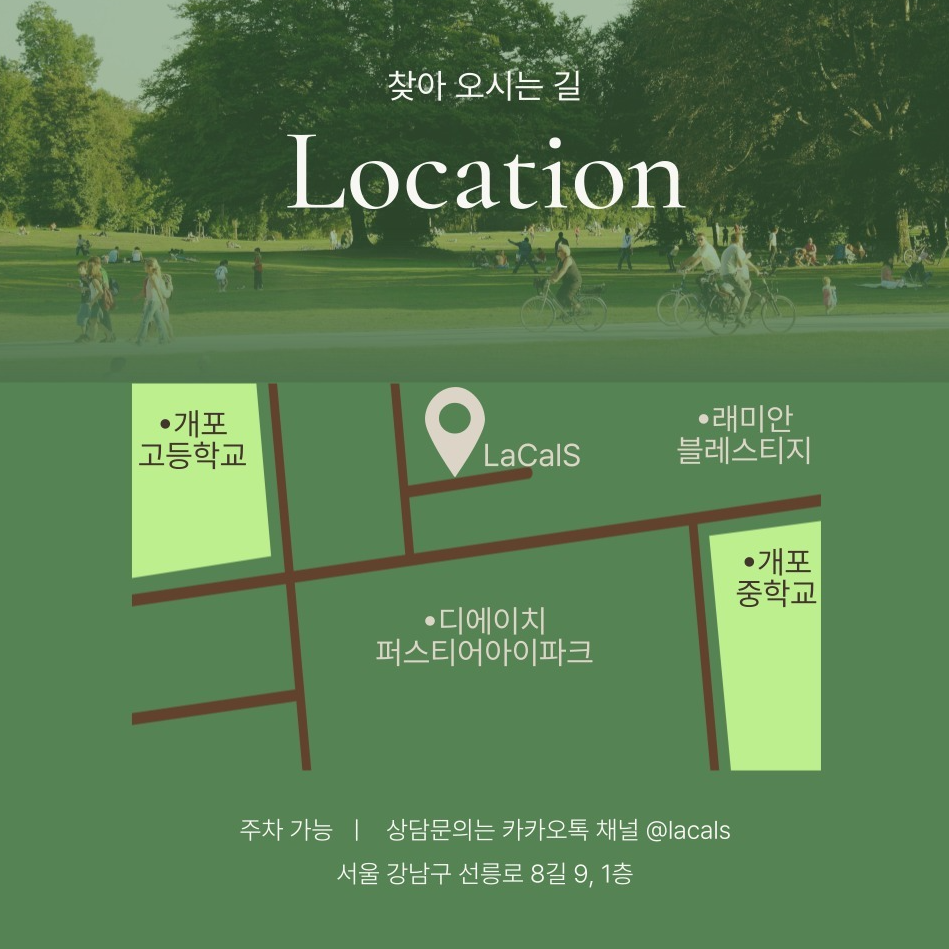 찾아 오시는 길
Location
•개포
고등학교
LaCalS
•래미안
블레스티지
•개포
중학교
•디에이치
퍼스티어아이파크
주차 가능 | 상담문의는 카카오톡 채널 @lacals
서울 강남구 선릉로 8길 9, 1층